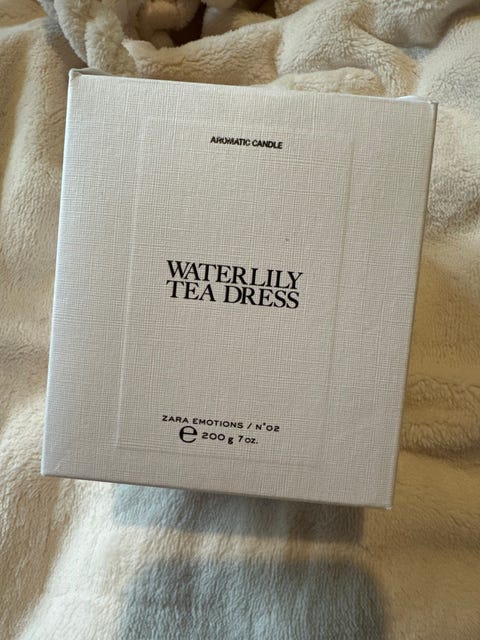 AROMATIC CANDLE
WATERLILY
TEA DRESS
ZARA EMOTIONS / N°02
℮ 200 g 7 oz.